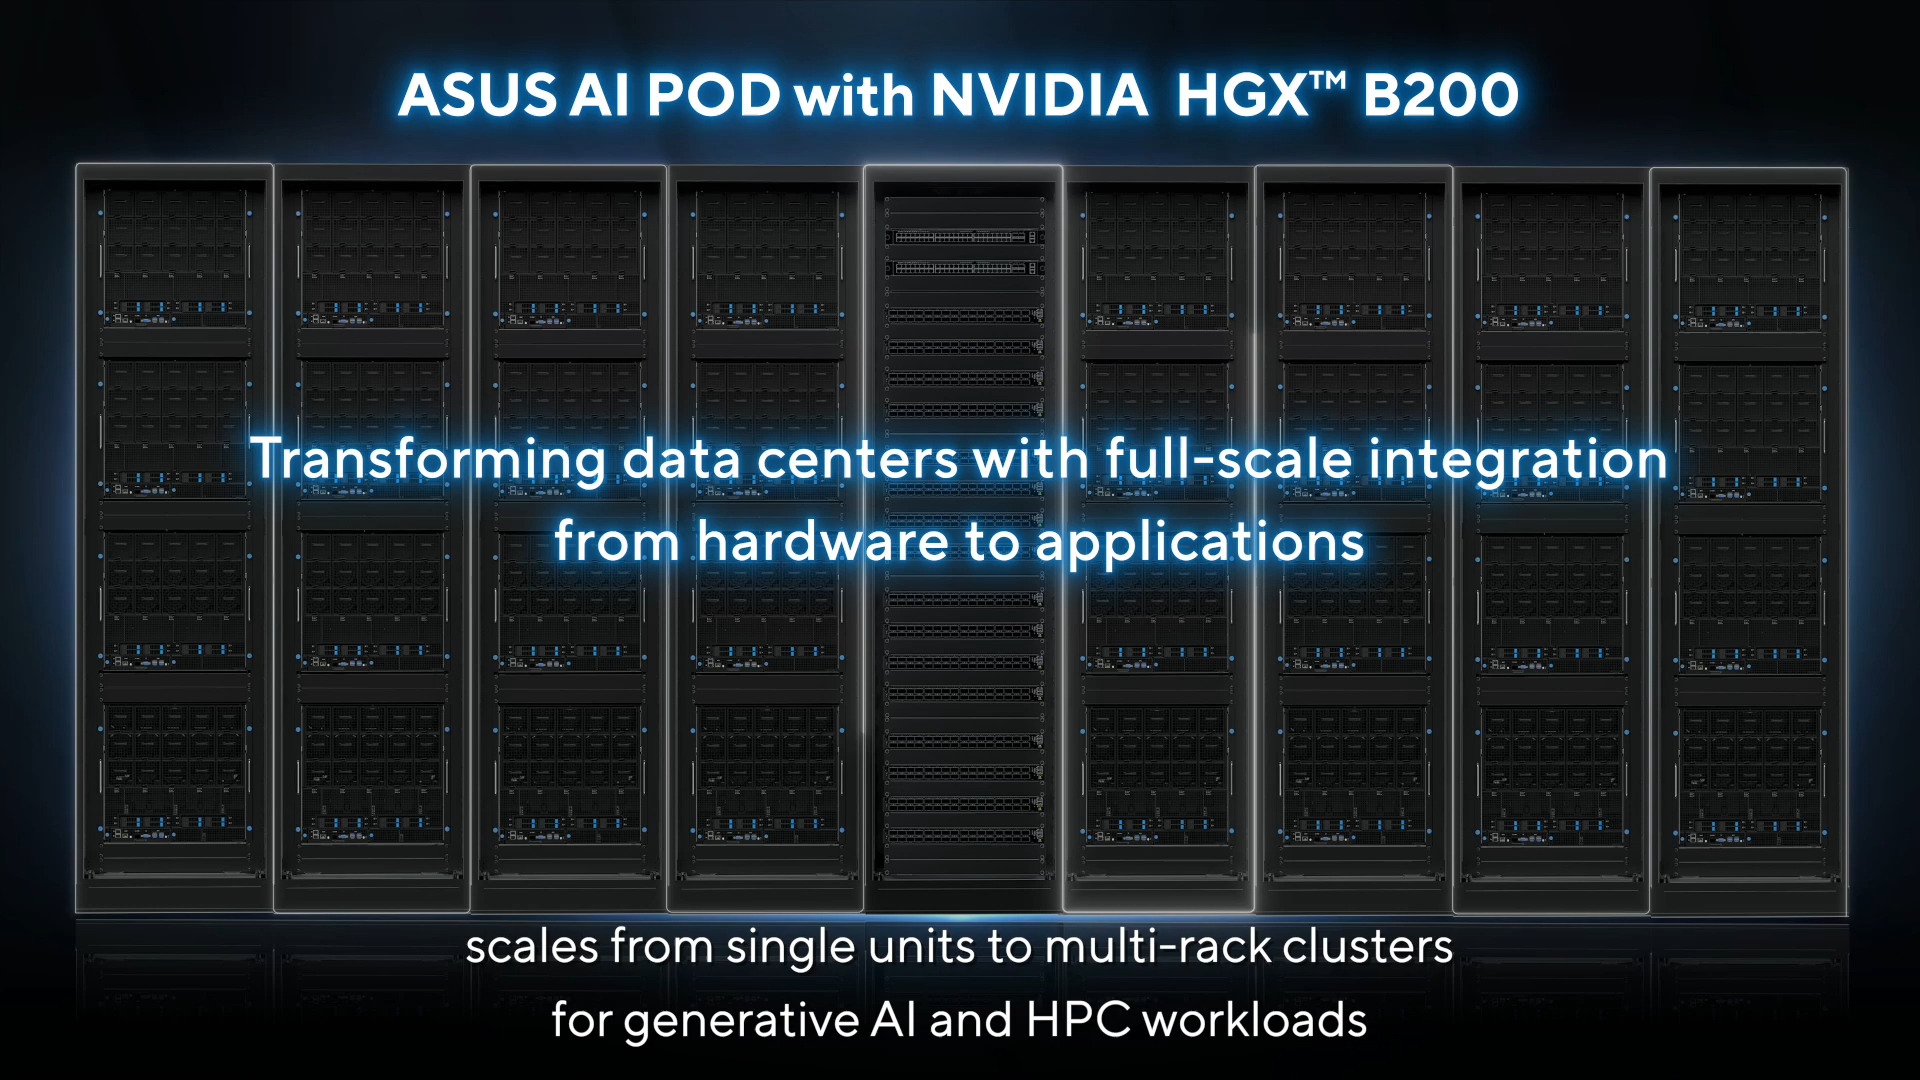 ASUS AI POD with NVIDIA HGX™ B200
Transforming data centers with full-scale integration
from hardware to applications
scales from single units to multi-rack clusters
for generative AI and HPC workloads